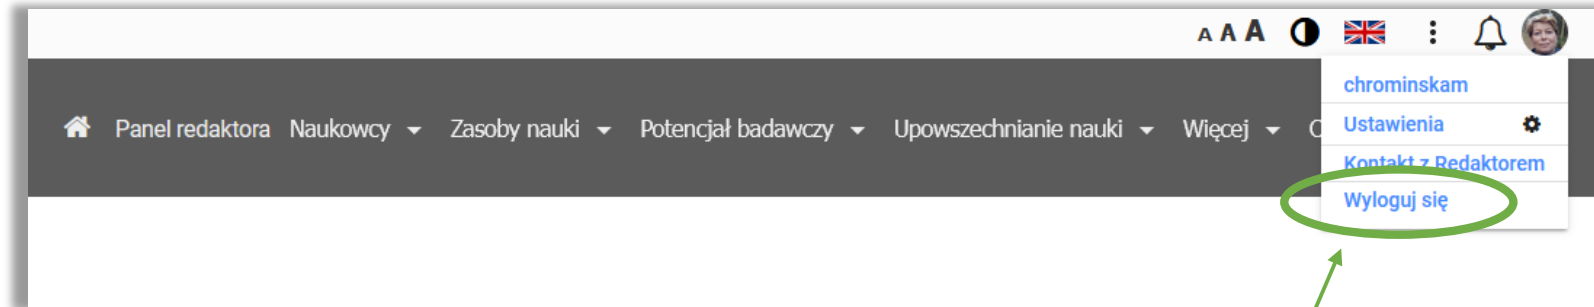 A A A
Panel redaktora Naukowcy Zasoby nauki Potencjał badawczy Upowszechnianie nauki Więcej
chrominskam
Ustawienia
Kontakt z Redaktorem
Wyloguj się